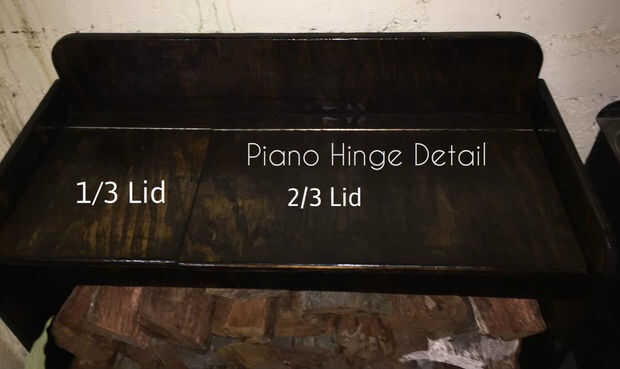 Piano Hinge Detail
1/3 Lid
2/3 Lid